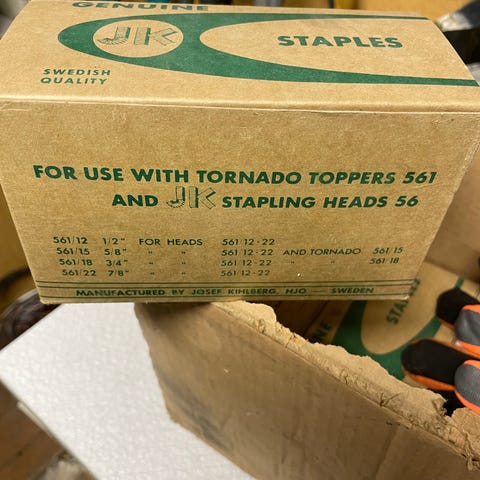 GENUINE
JK
STAPLES
SWEDISH
QUALITY
FOR USE WITH TORNADO TOPPERS 561
AND JK STAPLING HEADS 56
561/12 1/2" FOR HEADS 561 12-22
561/15 5/8" " " 561 12-22 AND TORNADO 561/15
561/18 3/4" " " 561 12-22 " " 561/18
561/22 7/8" " " 561 12-22
MANUFACTURED BY JOSEF KIHLBERG, HJO — SWEDEN
GENUINE
STAPLES